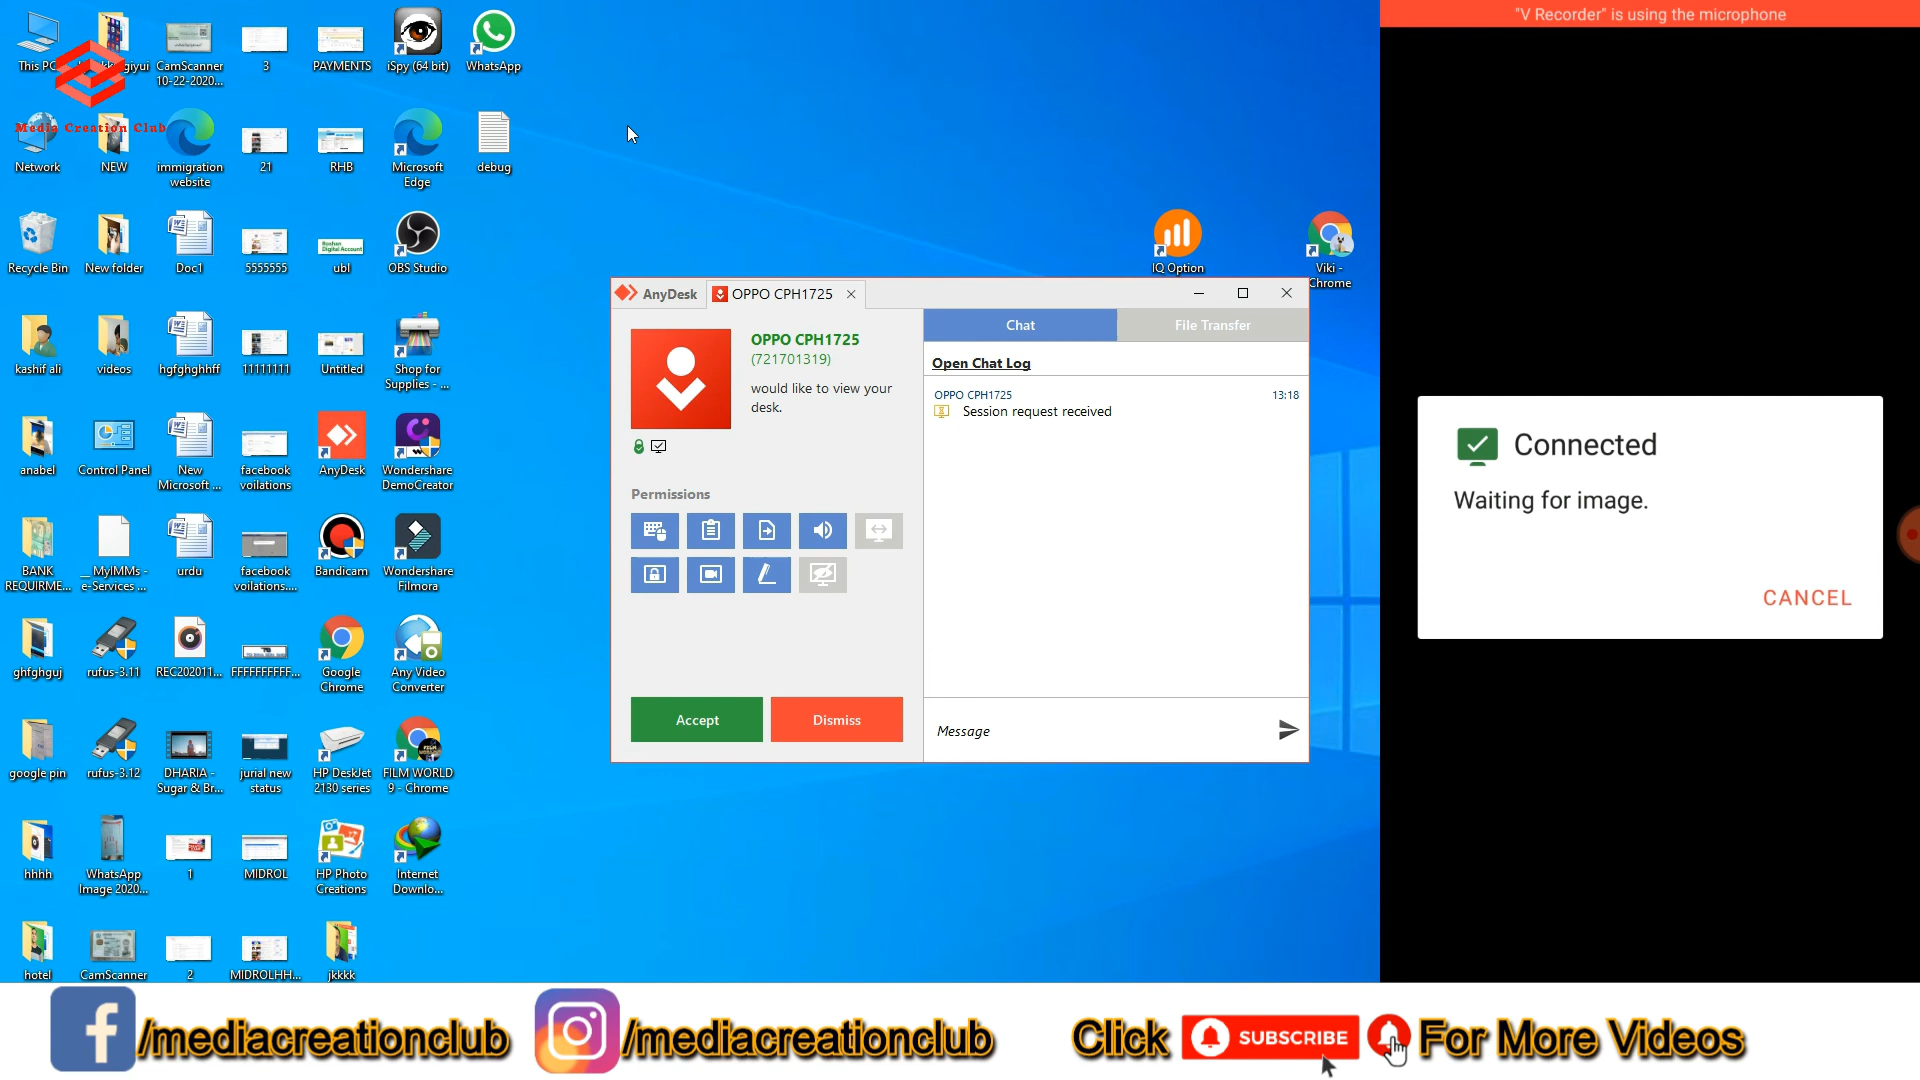 "V Recorder" is using the microphone
This PC
giyui
CamScanner
10-22-2020...
3
PAYMENTS
iSpy (64 bit)
WhatsApp
Media Creation Club
Network
NEW
immigration
website
21
RHB
Microsoft
Edge
debug
Recycle Bin
New folder
Doc1
5555555
Roshan
Digital Account
ubl
OBS Studio
IQ Option
Viki -
Chrome
kashif ali
videos
hgfghghhff
11111111
Untitled
Shop for
Supplies - ...
anabel
Control Panel
New
Microsoft ...
facebook
voilations
AnyDesk
Wondershare
DemoCreator
BANK
REQUIRME...
__ MyIMMs -
e-Services ...
urdu
facebook
voilations....
Bandicam
Wondershare
Filmora
ghfghguj
rufus-3.11
REC202011...
FFFFFFFFFF...
Google
Chrome
Any Video
Converter
google pin
rufus-3.12
DHARIA -
Sugar & Br...
jurial new
status
HP DeskJet
2130 series
FILM WORLD
9 - Chrome
hhhh
WhatsApp
Image 2020...
1
MIDROL
HP Photo
Creations
Internet
Downlo...
hotel
CamScanner
2
MIDROLHH...
jkkkk
AnyDesk
OPPO CPH1725
OPPO CPH1725
(721701319)
would like to view your
desk.
Permissions
Accept
Dismiss
Chat
File Transfer
Open Chat Log
OPPO CPH1725
13:18
Session request received
Message
Connected
Waiting for image.
CANCEL
/mediacreationclub
/mediacreationclub
Click
SUBSCRIBE
For More Videos